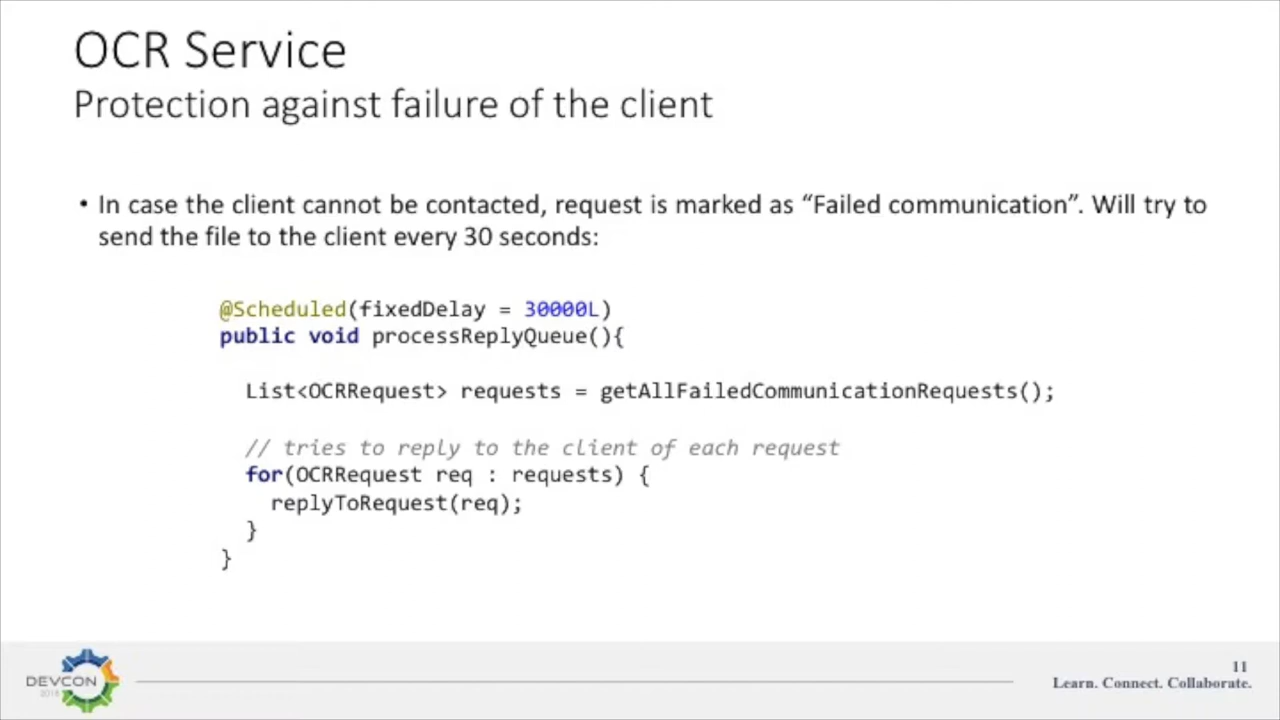 OCR Service
Protection against failure of the client
• In case the client cannot be contacted, request is marked as “Failed communication”. Will try to
send the file to the client every 30 seconds:
@Scheduled(fixedDelay = 30000L)
public void processReplyQueue(){
List<OCRRequest> requests = getAllFailedCommunicationRequests();
// tries to reply to the client of each request
for(OCRRequest req : requests) {
replyToRequest(req);
}
}
DEVCON
11
Learn. Connect. Collaborate.